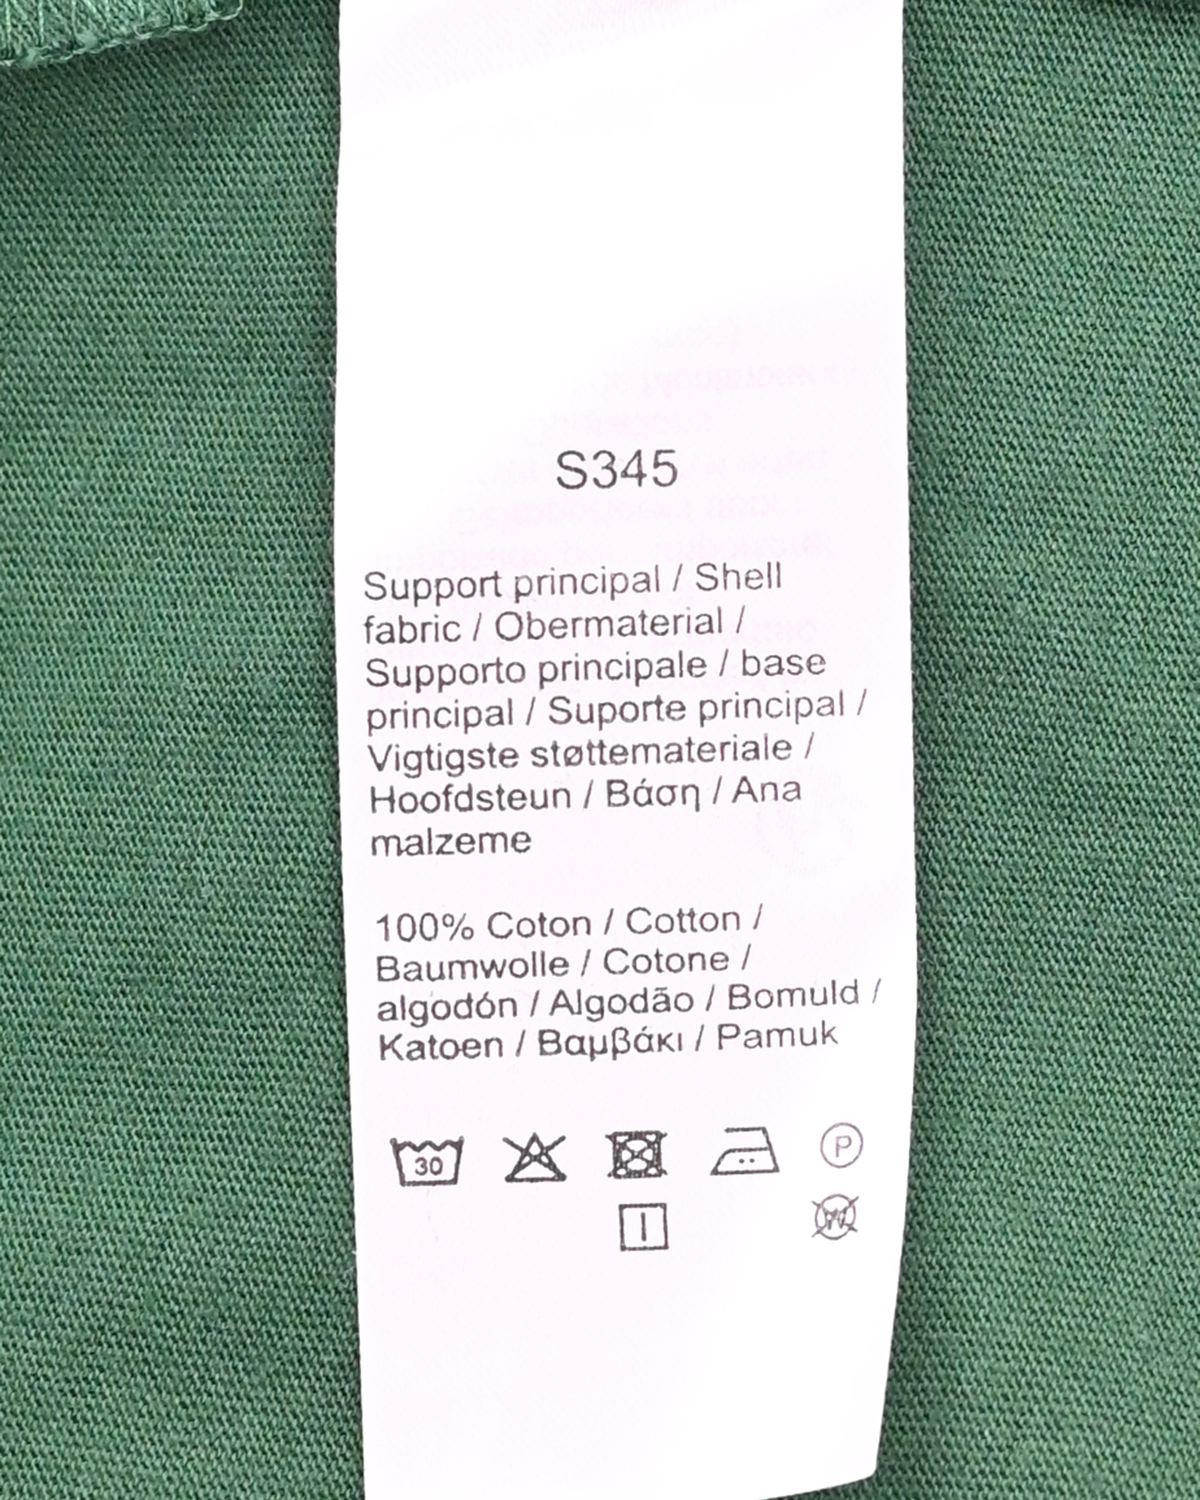 S345
Support principal / Shell
fabric / Obermaterial /
Supporto principale / base
principal / Suporte principal /
Vigtigste støttemateriale /
Hoofdsteun / Βάση / Ana
malzeme
100% Coton / Cotton /
Baumwolle / Cotone /
algodón / Algodão / Bomuld /
Katoen / Βαμβάκι / Pamuk
30
P
W